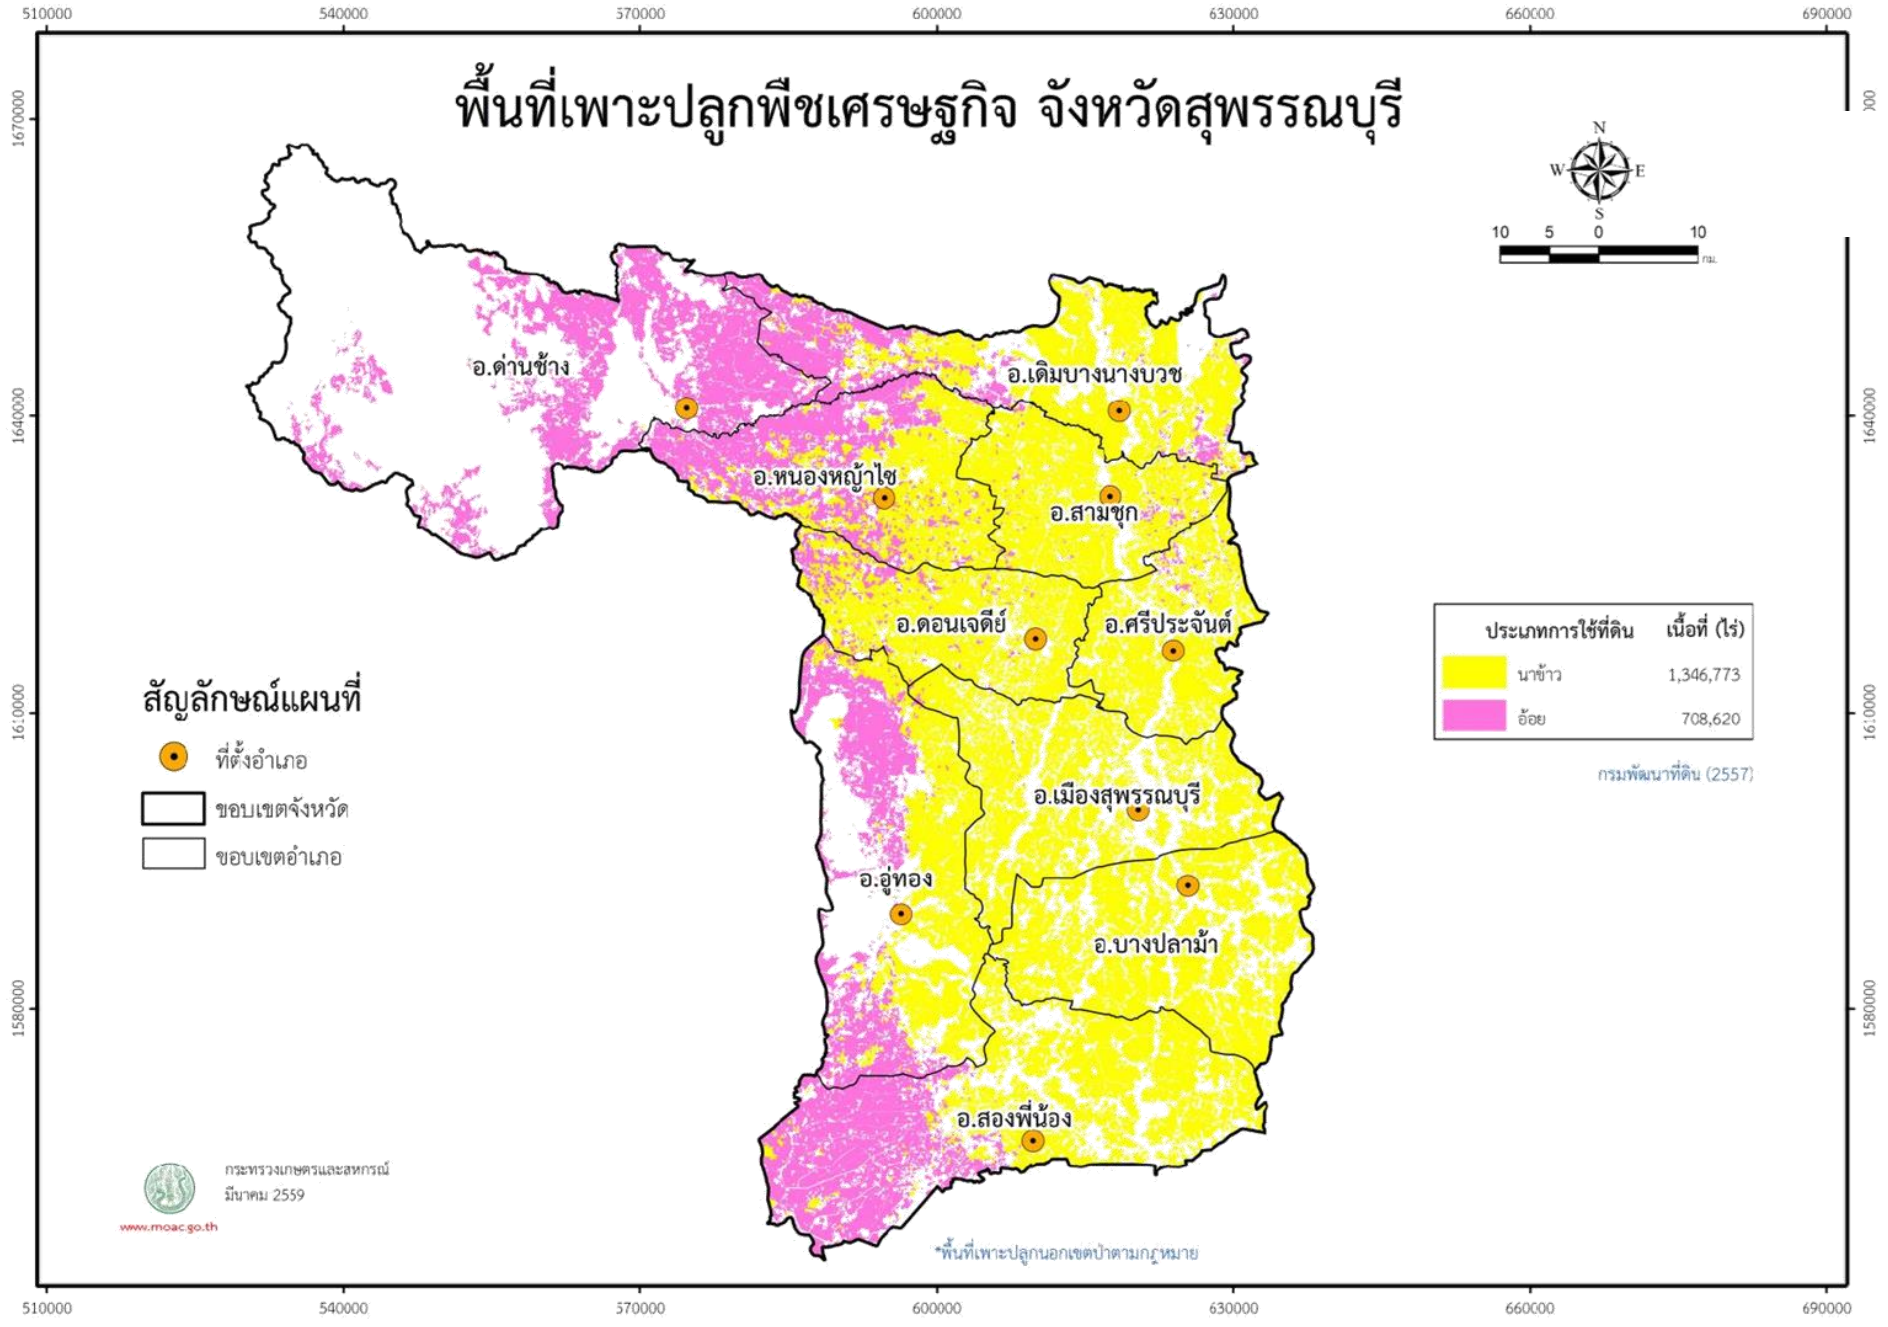 510000 540000 570000 600000 630000 660000 690000
พื้นที่เพาะปลูกพืชเศรษฐกิจ จังหวัดสุพรรณบุรี
1670000
N
W E
S
10 5 0 10
กม.
อ.ด่านช้าง
อ.เดิมบางนางบวช
1640000
1640000
อ.หนองหญ้าไซ
อ.สามชุก
อ.ดอนเจดีย์
อ.ศรีประจันต์
ประเภทการใช้ที่ดิน เนื้อที่ (ไร่)
นาข้าว 1,346,773
อ้อย 708,620
กรมพัฒนาที่ดิน (2557)
สัญลักษณ์แผนที่
1610000
1610000
ที่ตั้งอำเภอ
ขอบเขตจังหวัด
ขอบเขตอำเภอ
อ.เมืองสุพรรณบุรี
อ.อู่ทอง
อ.บางปลาม้า
1580000
1580000
อ.สองพี่น้อง
กระทรวงเกษตรและสหกรณ์
มีนาคม 2559
www.moac.go.th
*พื้นที่เพาะปลูกนอกเขตป่าตามกฎหมาย
510000 540000 570000 600000 630000 660000 690000